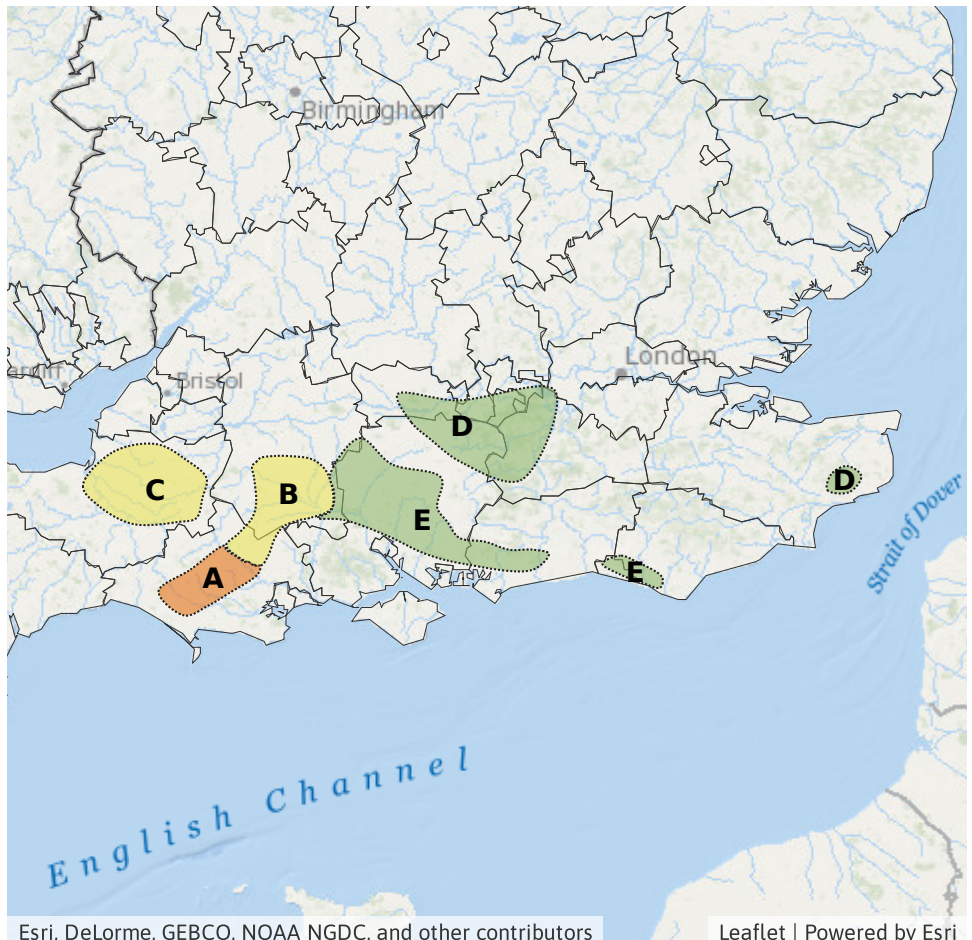 Birmingham
London
ardiff
Bristol
D
C
B
D
E
A
E
Strait of Dover
English Channel
Esri, DeLorme, GEBCO, NOAA NGDC, and other contributors
Leaflet | Powered by Esri